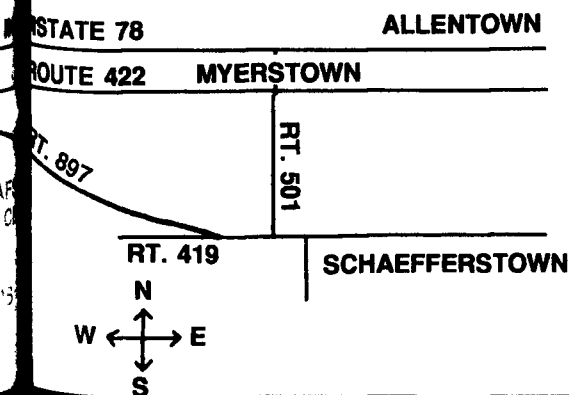 STATE 78
ALLENTOWN
ROUTE 422
MYERSTOWN
RT. 897
RT. 501
RT. 419
SCHAEFFERSTOWN
N
W
E
S